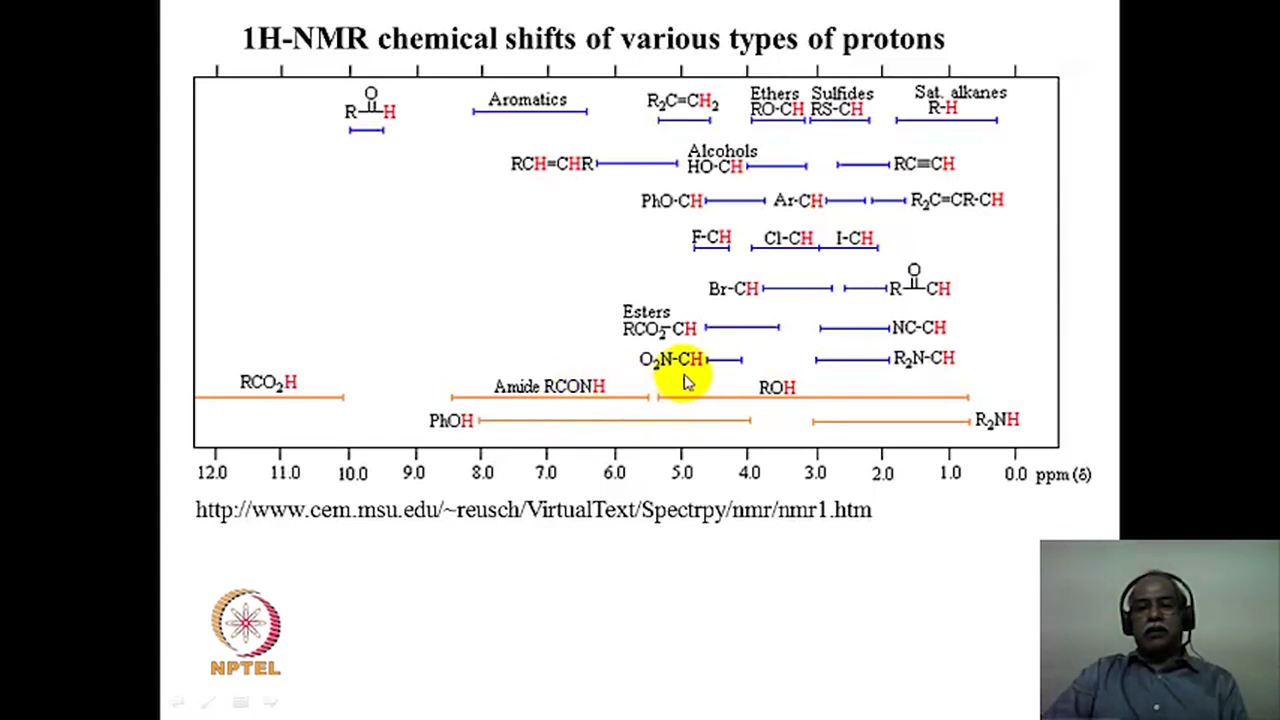 1H-NMR chemical shifts of various types of protons
O
R H
Aromatics
R₂C=CH₂
Ethers
RO-CH
Sulfides
RS-CH
Sat. alkanes
R-H
RCH=CHR
Alcohols
HO-CH
RC≡CH
PhO-CH
Ar-CH
R₂C=CR-CH
F-CH
Cl-CH
I-CH
Br-CH
O
R CH
Esters
RCO₂-CH
NC-CH
O₂N-CH
R₂N-CH
RCO₂H
Amide RCONH
ROH
PhOH
R₂NH
12.0 11.0 10.0 9.0 8.0 7.0 6.0 5.0 4.0 3.0 2.0 1.0 0.0 ppm (δ)
http://www.cem.msu.edu/~reusch/VirtualText/Spectrpy/nmr/nmr1.htm
NPTEL